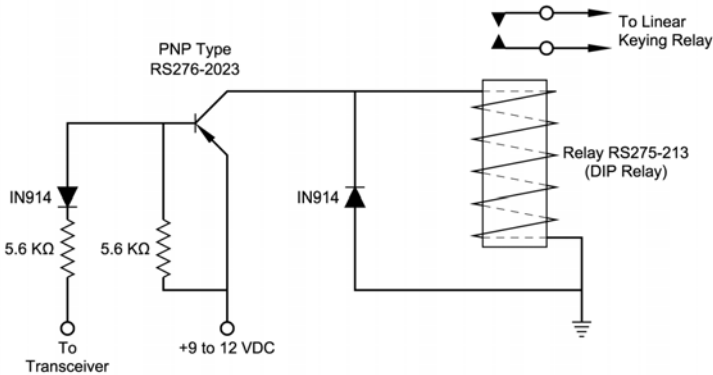 To Linear
Keying Relay
PNP Type
RS276-2023
Relay RS275-213
(DIP Relay)
IN914
IN914
5.6 KΩ
5.6 KΩ
To
Transceiver
+9 to 12 VDC